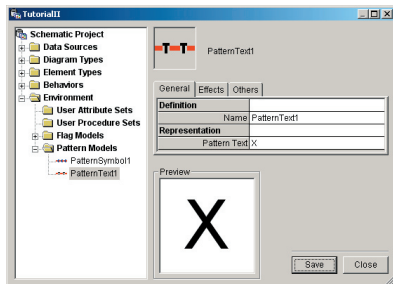 TutorialII
Schematic Project
Data Sources
Diagram Types
Element Types
Behaviors
Environment
User Attribute Sets
User Procedure Sets
Flag Models
Pattern Models
PatternSymbol1
PatternText1
T T
PatternText1
General Effects Others
Definition
Name PatternText1
Representation
Pattern Text X
Preview
X
Save Close